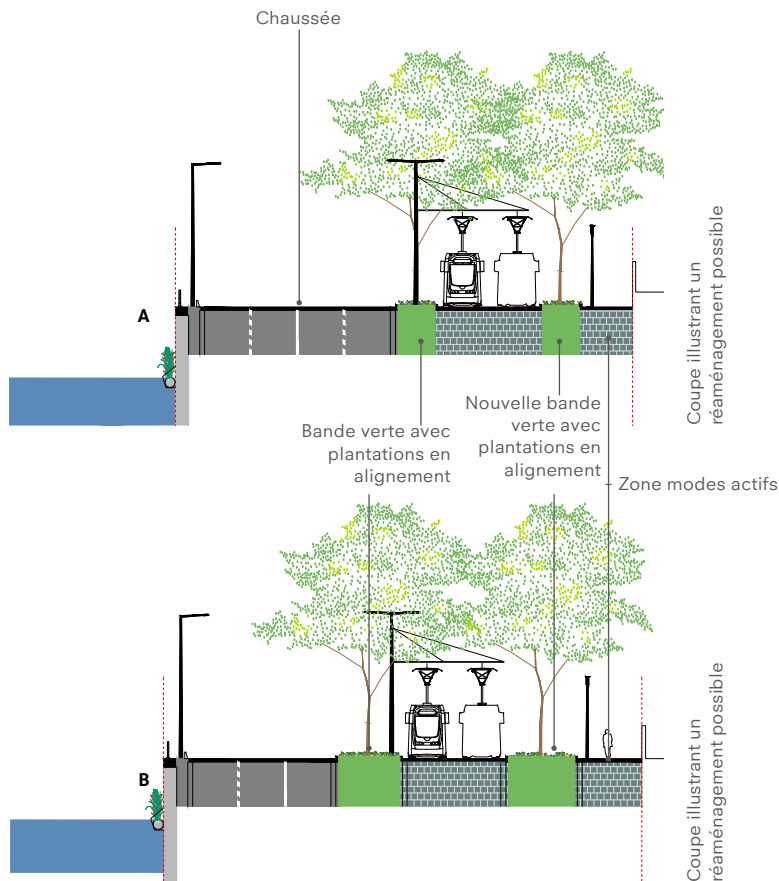 Chaussée
A
Coupe illustrant un
réaménagement possible
Bande verte avec
plantations en
alignement
Nouvelle bande
verte avec
plantations en
alignement
Zone modes actifs
B
Coupe illustrant un
réaménagement possible